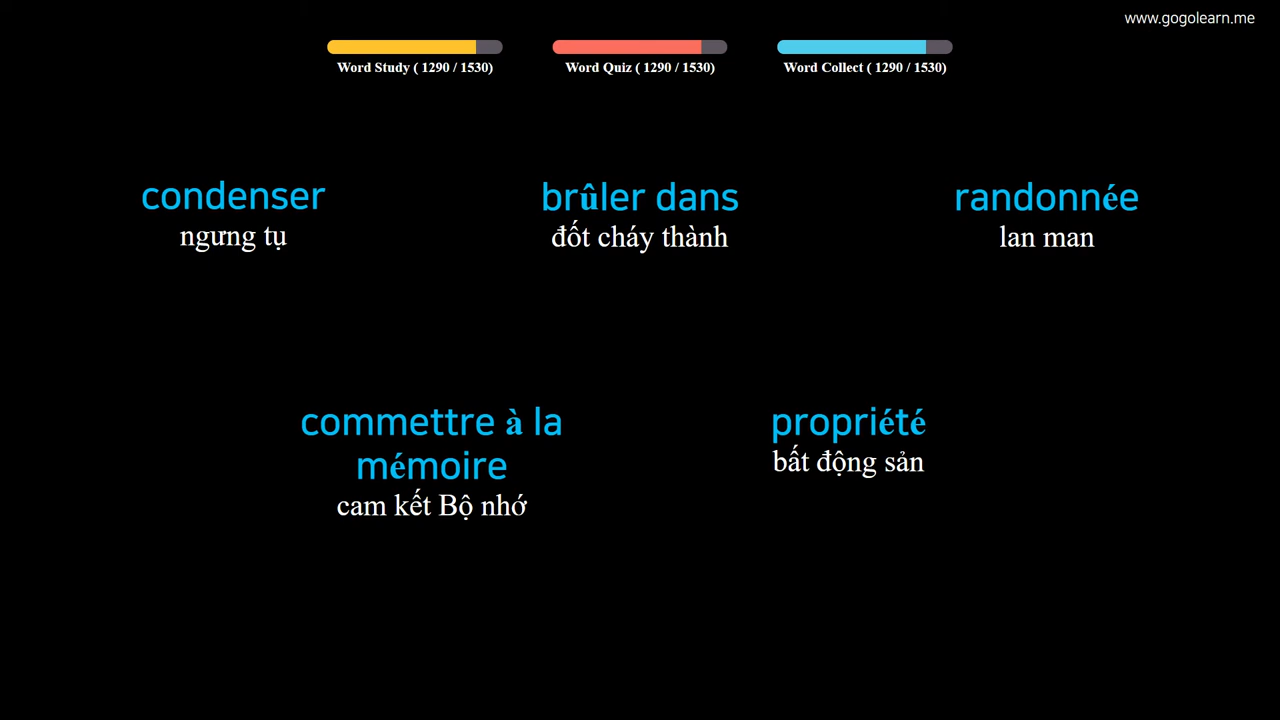 www.gogolearn.me
Word Study ( 1290 / 1530)
Word Quiz ( 1290 / 1530)
Word Collect ( 1290 / 1530)
condenser
ngưng tụ
brûler dans
đốt cháy thành
randonnée
lan man
commettre à la
mémoire
cam kết Bộ nhớ
propriété
bất động sản